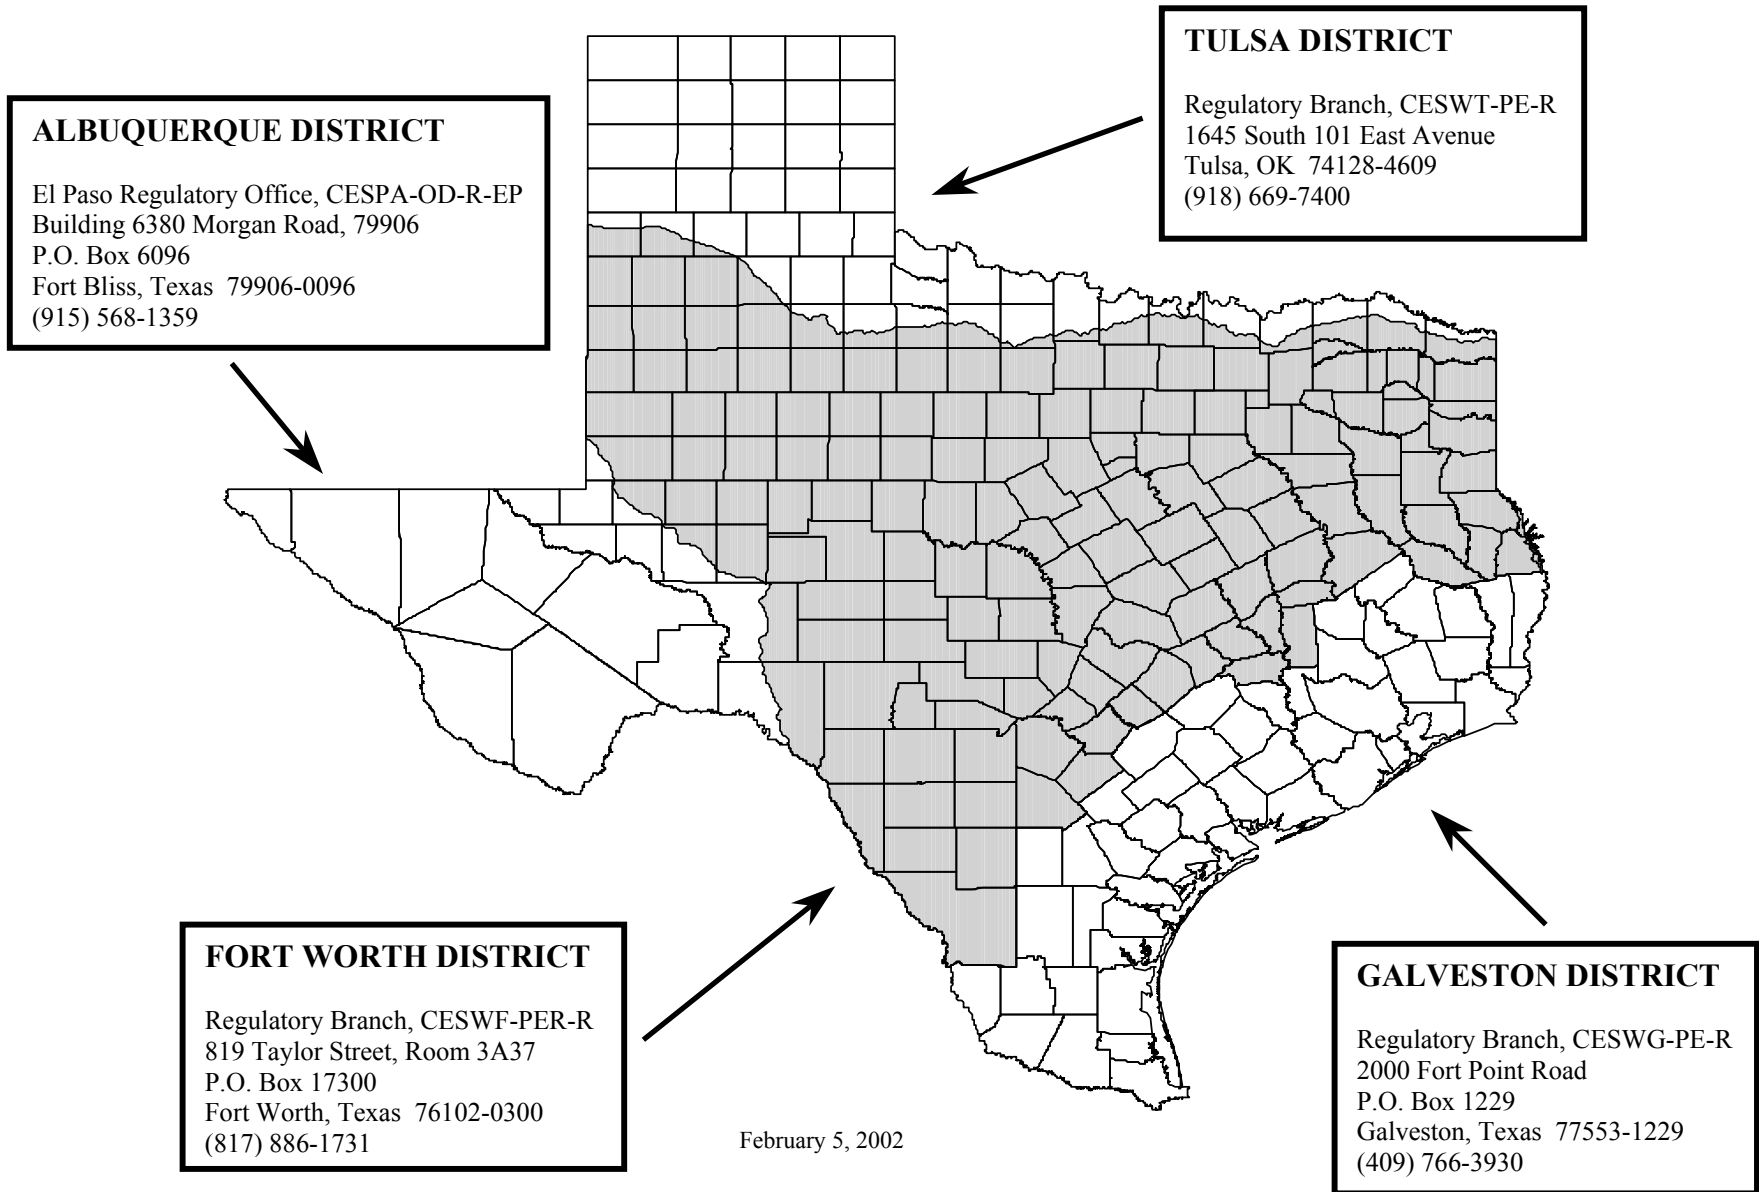 TULSA DISTRICT
Regulatory Branch, CESWT-PE-R
1645 South 101 East Avenue
Tulsa, OK  74128-4609
(918) 669-7400
ALBUQUERQUE DISTRICT
El Paso Regulatory Office, CESPA-OD-R-EP
Building 6380 Morgan Road, 79906
P.O. Box 6096
Fort Bliss, Texas  79906-0096
(915) 568-1359
FORT WORTH DISTRICT
Regulatory Branch, CESWF-PER-R
819 Taylor Street, Room 3A37
P.O. Box 17300
Fort Worth, Texas  76102-0300
(817) 886-1731
February 5, 2002
GALVESTON DISTRICT
Regulatory Branch, CESWG-PE-R
2000 Fort Point Road
P.O. Box 1229
Galveston, Texas  77553-1229
(409) 766-3930